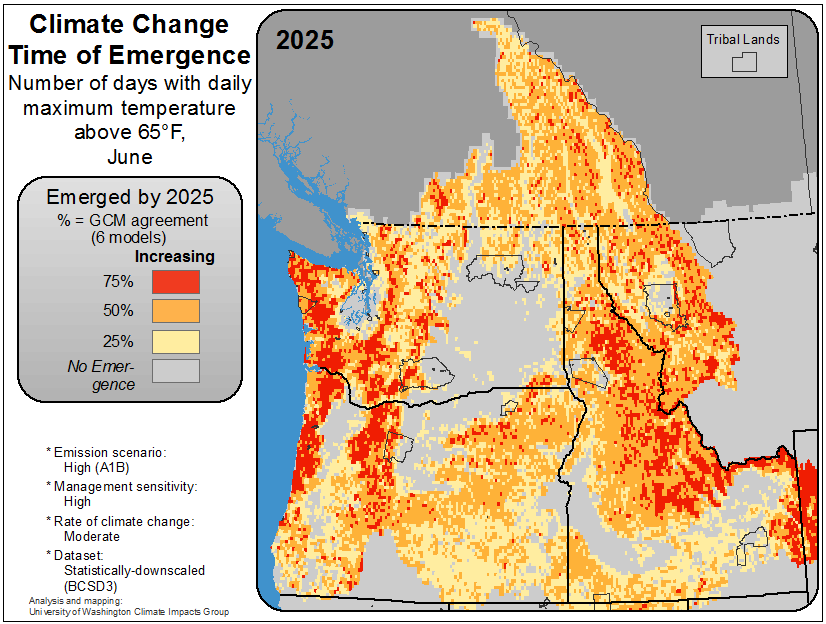 Climate Change
Time of Emergence
Number of days with daily
maximum temperature
above 65°F,
June
2025
Tribal Lands
Emerged by 2025
% = GCM agreement
(6 models)
Increasing
75%
50%
25%
No Emer-
gence
* Emission scenario:
High (A1B)
* Management sensitivity:
High
* Rate of climate change:
Moderate
* Dataset:
Statistically-downscaled
(BCSD3)
Analysis and mapping:
University of Washington Climate Impacts Group